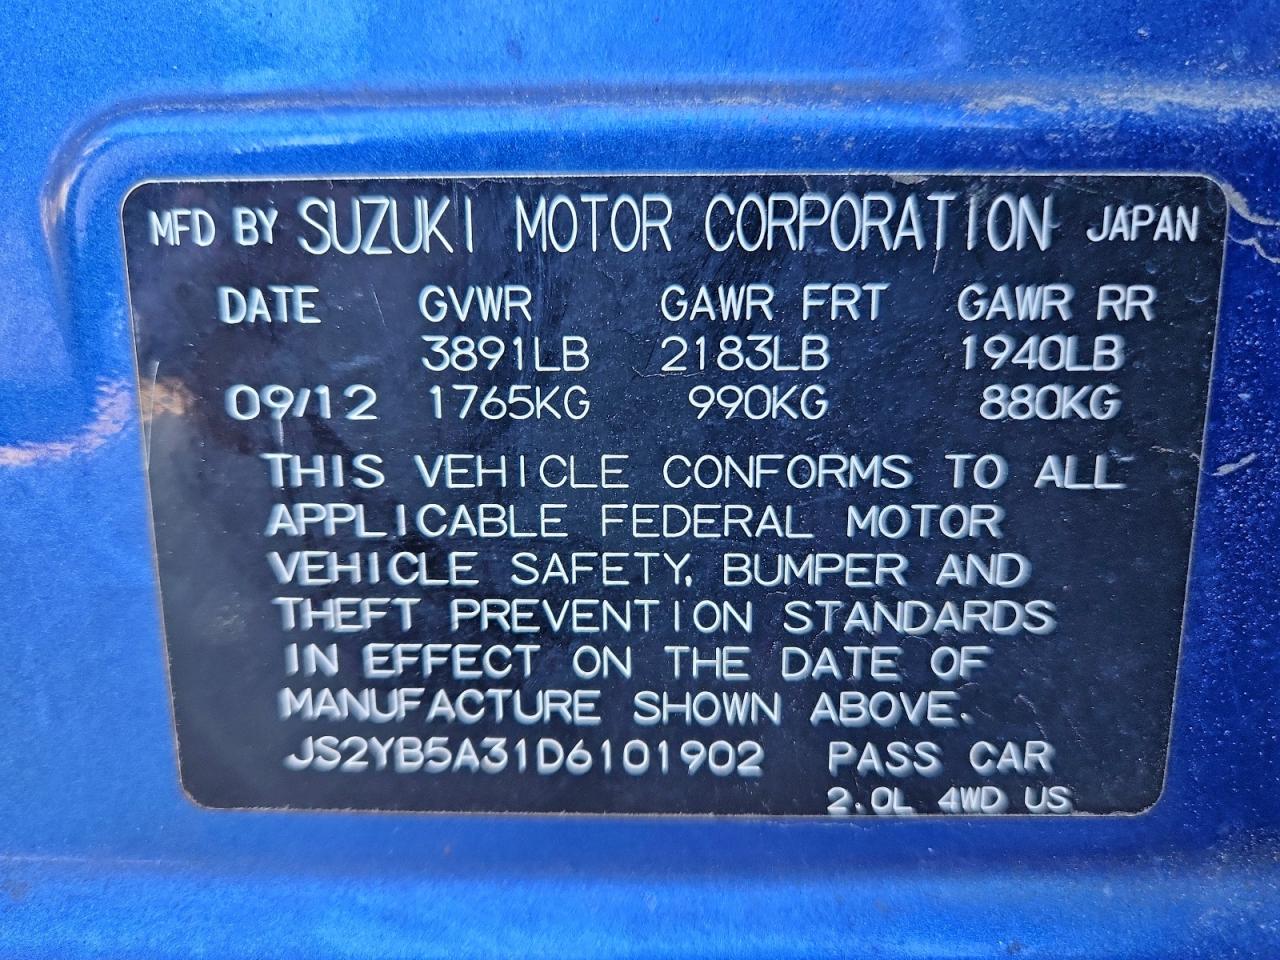 MFD BY SUZUKI MOTOR CORPORATION JAPAN
DATE GVWR GAWR FRT GAWR RR
3891LB 2183LB 1940LB
09/12 1765KG 990KG 880KG
THIS VEHICLE CONFORMS TO ALL
APPLICABLE FEDERAL MOTOR
VEHICLE SAFETY, BUMPER AND
THEFT PREVENTION STANDARDS
IN EFFECT ON THE DATE OF
MANUFACTURE SHOWN ABOVE.
JS2YB5A31D6101902 PASS CAR
2.0L 4WD US